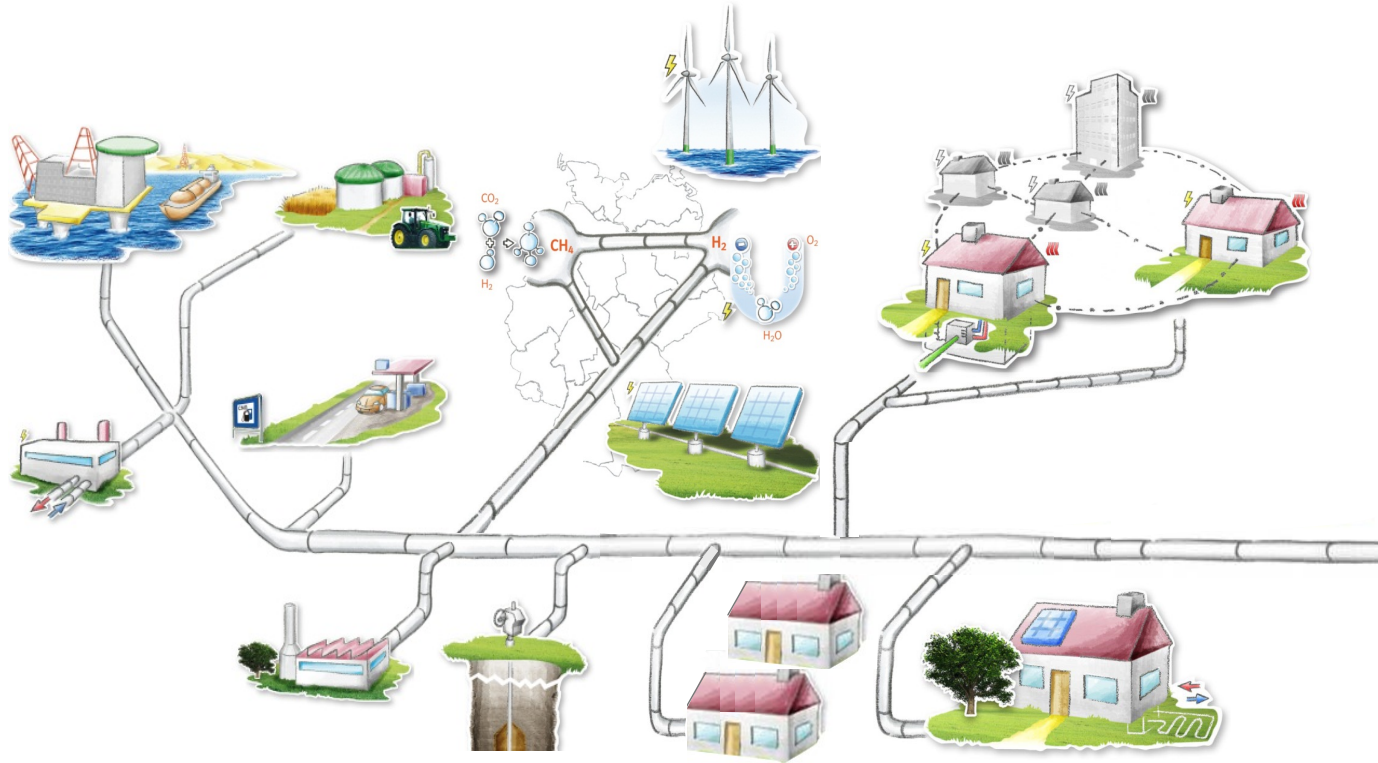 CO₂
+
H₂
CH₄
H₂
−
+
O₂
H₂O